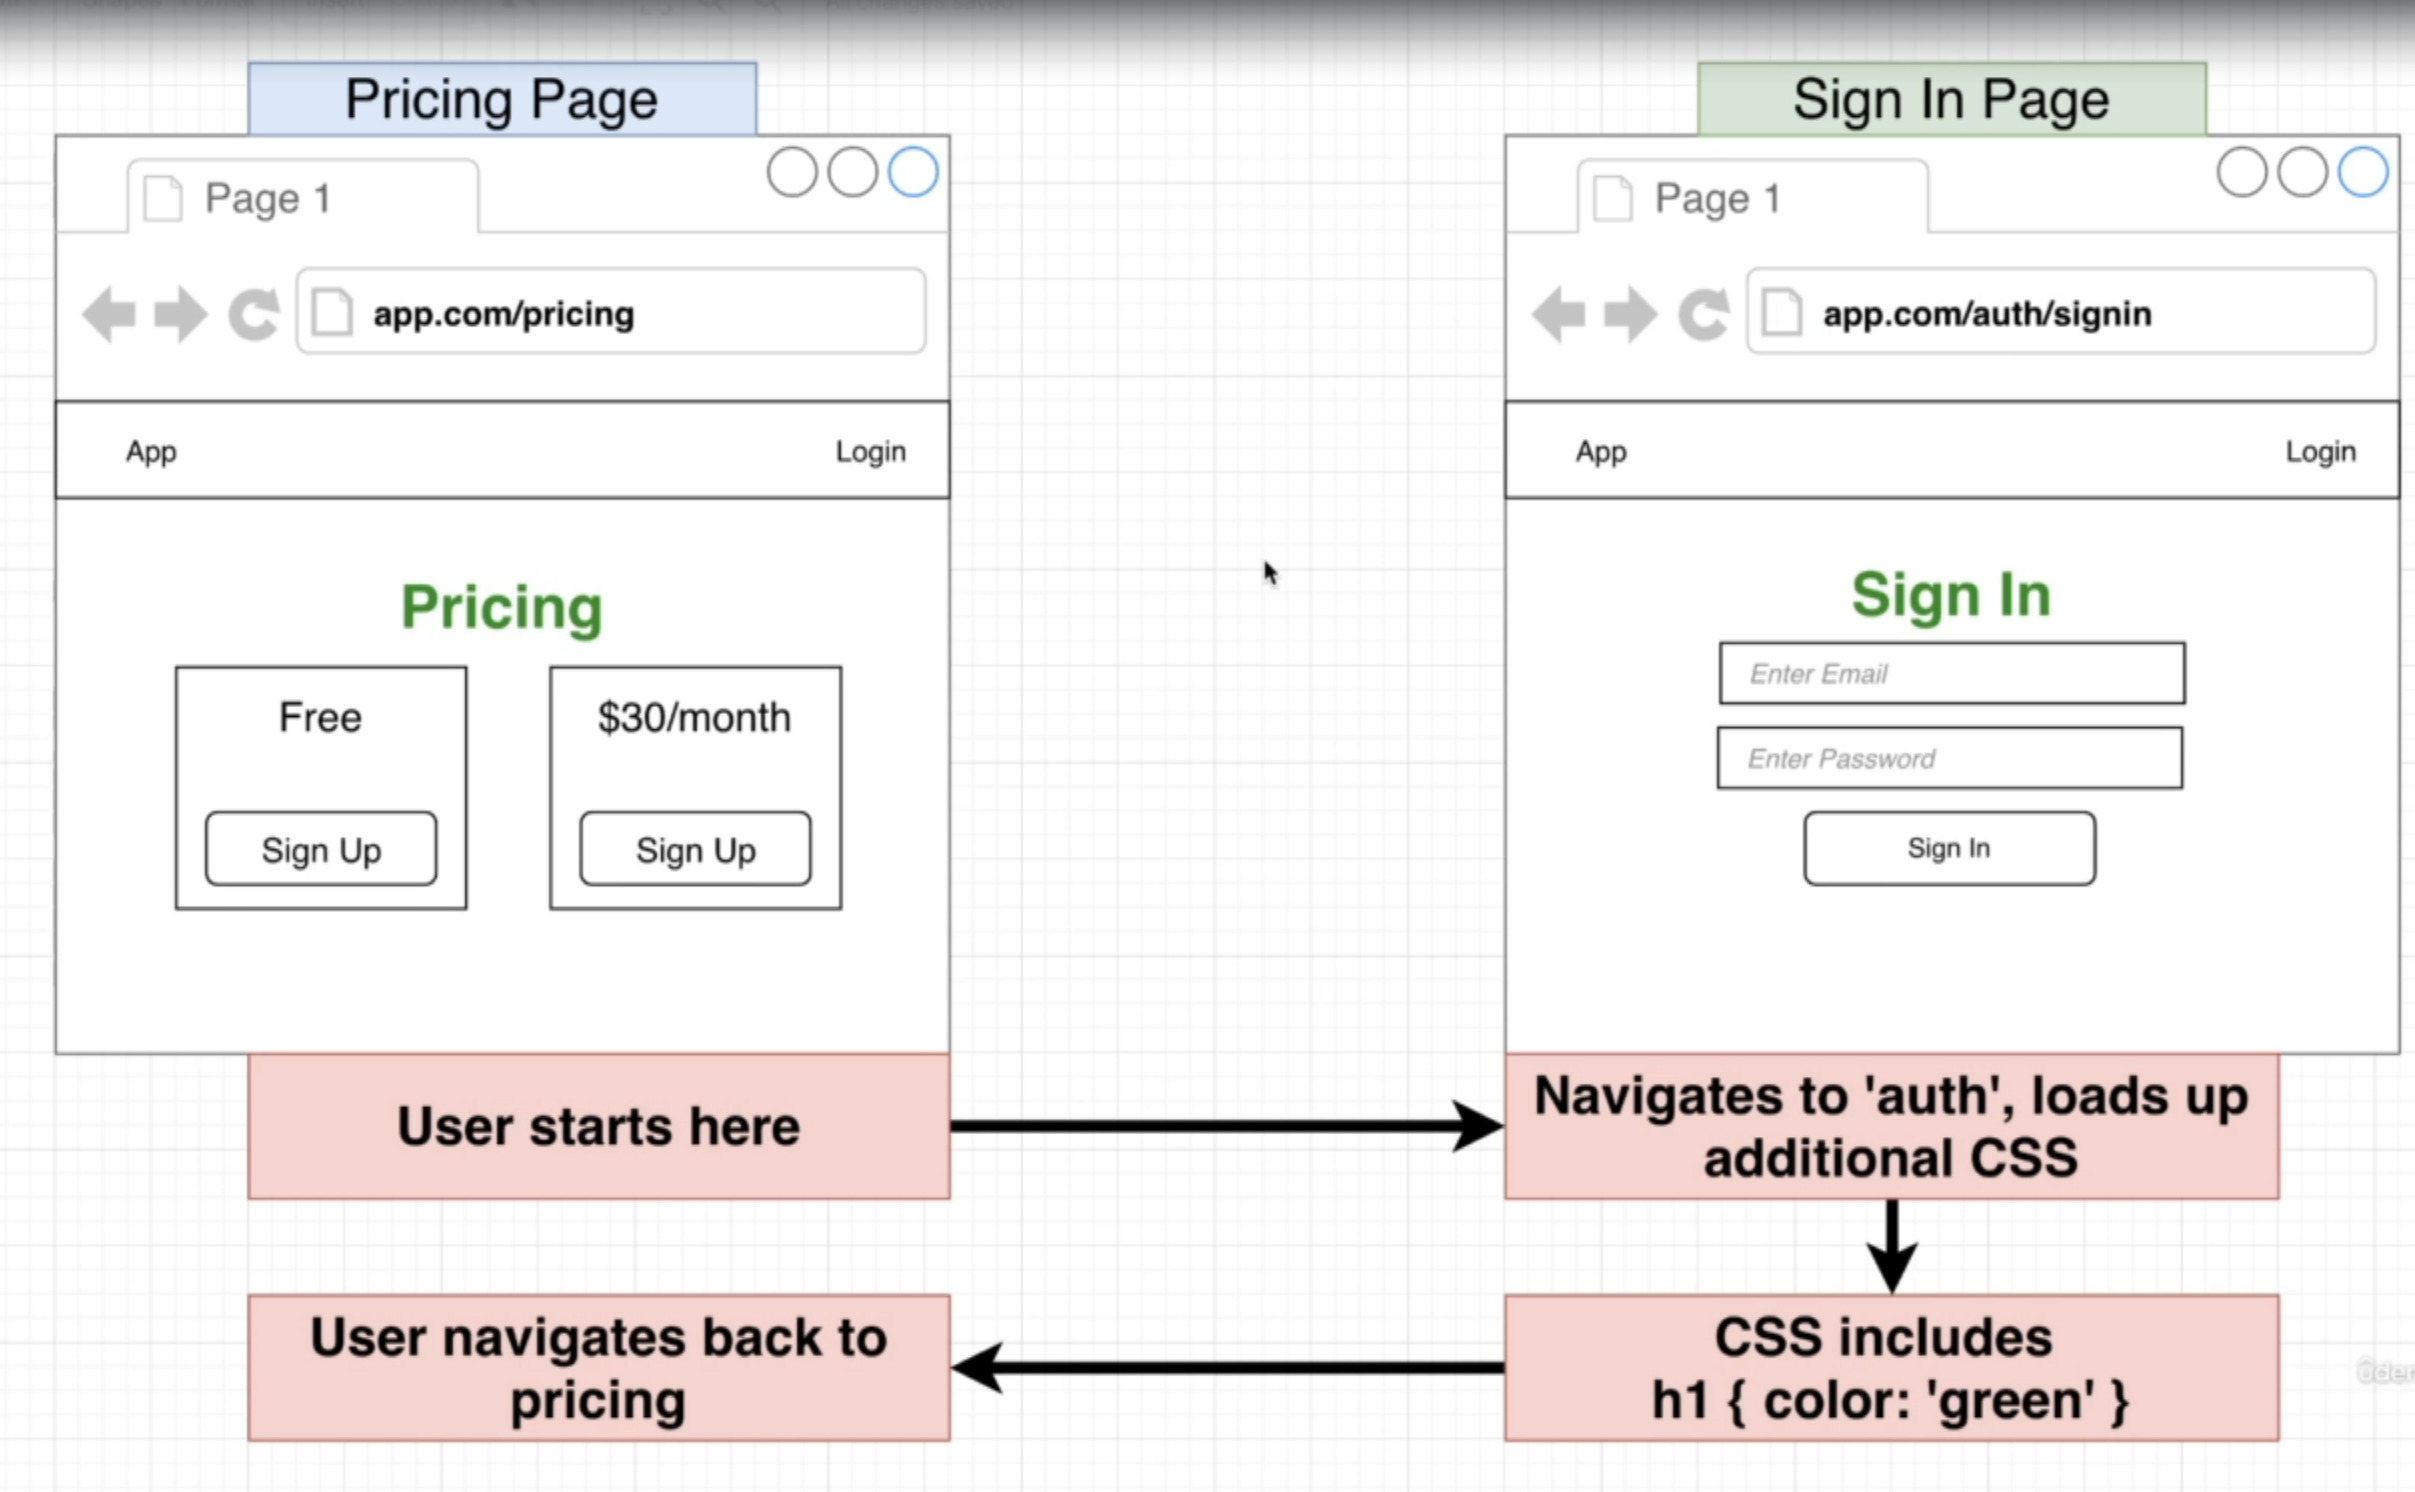 Pricing Page
Page 1
app.com/pricing
App Login
Pricing
Free $30/month
Sign Up Sign Up
User starts here
User navigates back to
pricing
Sign In Page
Page 1
app.com/auth/signin
App Login
Sign In
Enter Email
Enter Password
Sign In
Navigates to 'auth', loads up
additional CSS
CSS includes
h1 { color: 'green' }